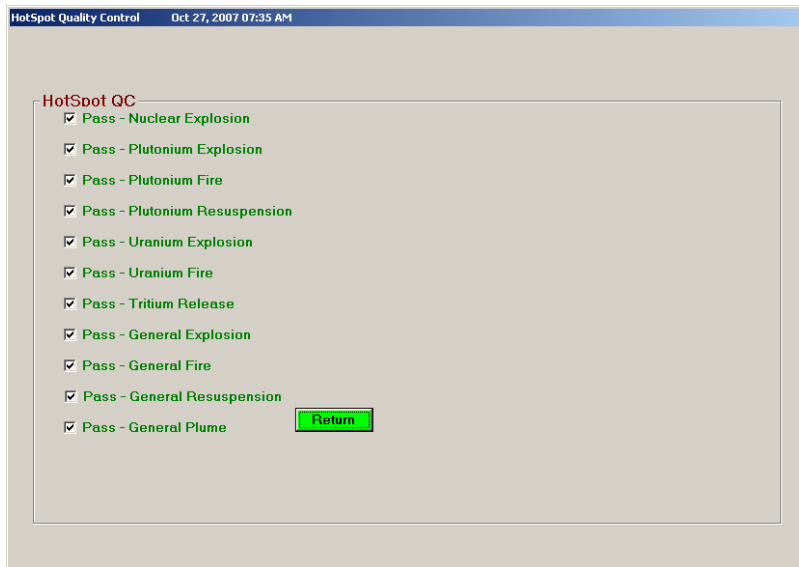 HotSpot Quality Control Oct 27, 2007 07:35 AM
HotSpot QC
Pass - Nuclear Explosion
Pass - Plutonium Explosion
Pass - Plutonium Fire
Pass - Plutonium Resuspension
Pass - Uranium Explosion
Pass - Uranium Fire
Pass - Tritium Release
Pass - General Explosion
Pass - General Fire
Pass - General Resuspension
Return
Pass - General Plume